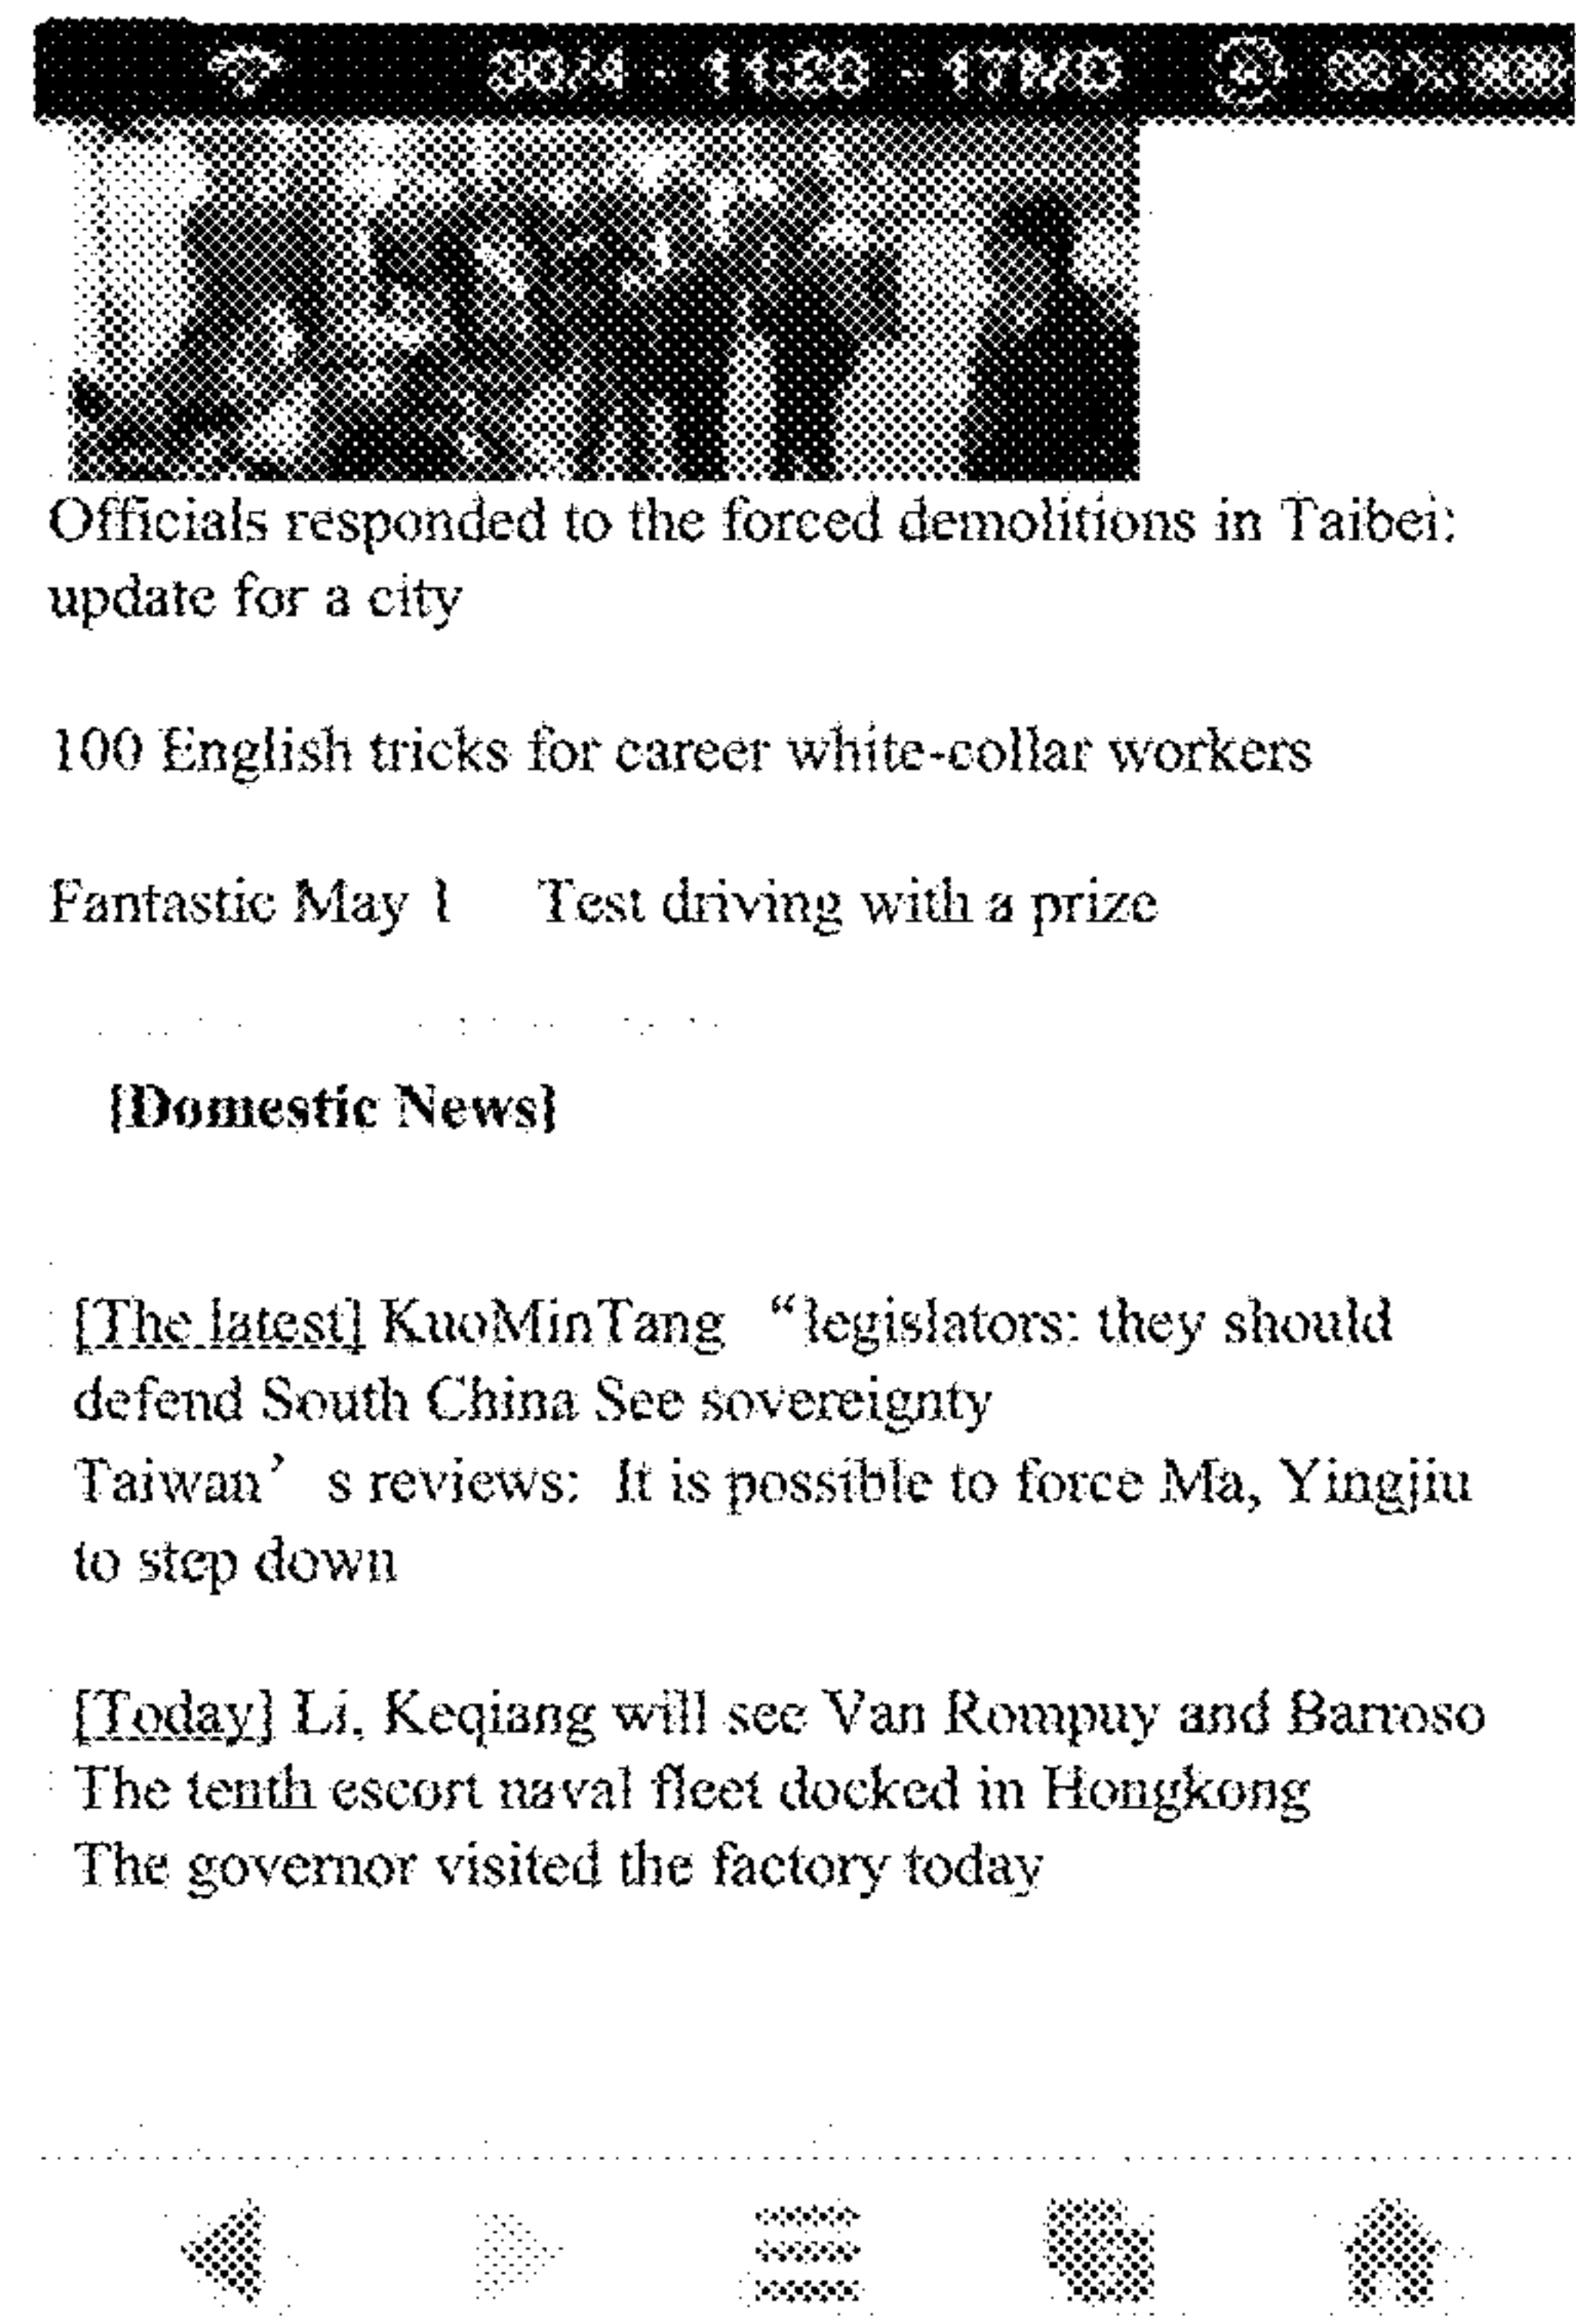 Officials responded to the forced demolitions in Taibei:
update for a city
100 English tricks for career white-collar workers
Fantastic May 1 Test driving with a prize
[Domestic News]
[The latest] KuoMinTang “legislators: they should
defend South China See sovereignty
Taiwan’ s reviews: It is possible to force Ma, Yingjiu
to step down
[Today] Li, Keqiang will see Van Rompuy and Barroso
The tenth escort naval fleet docked in Hongkong
The governor visited the factory today